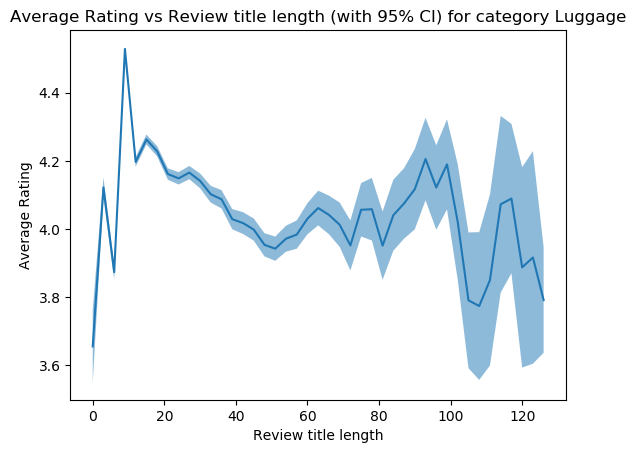 Average Rating vs Review title length (with 95% CI) for category Luggage
4.4
4.2
4.0
3.8
3.6
Average Rating
0 20 40 60 80 100 120
Review title length